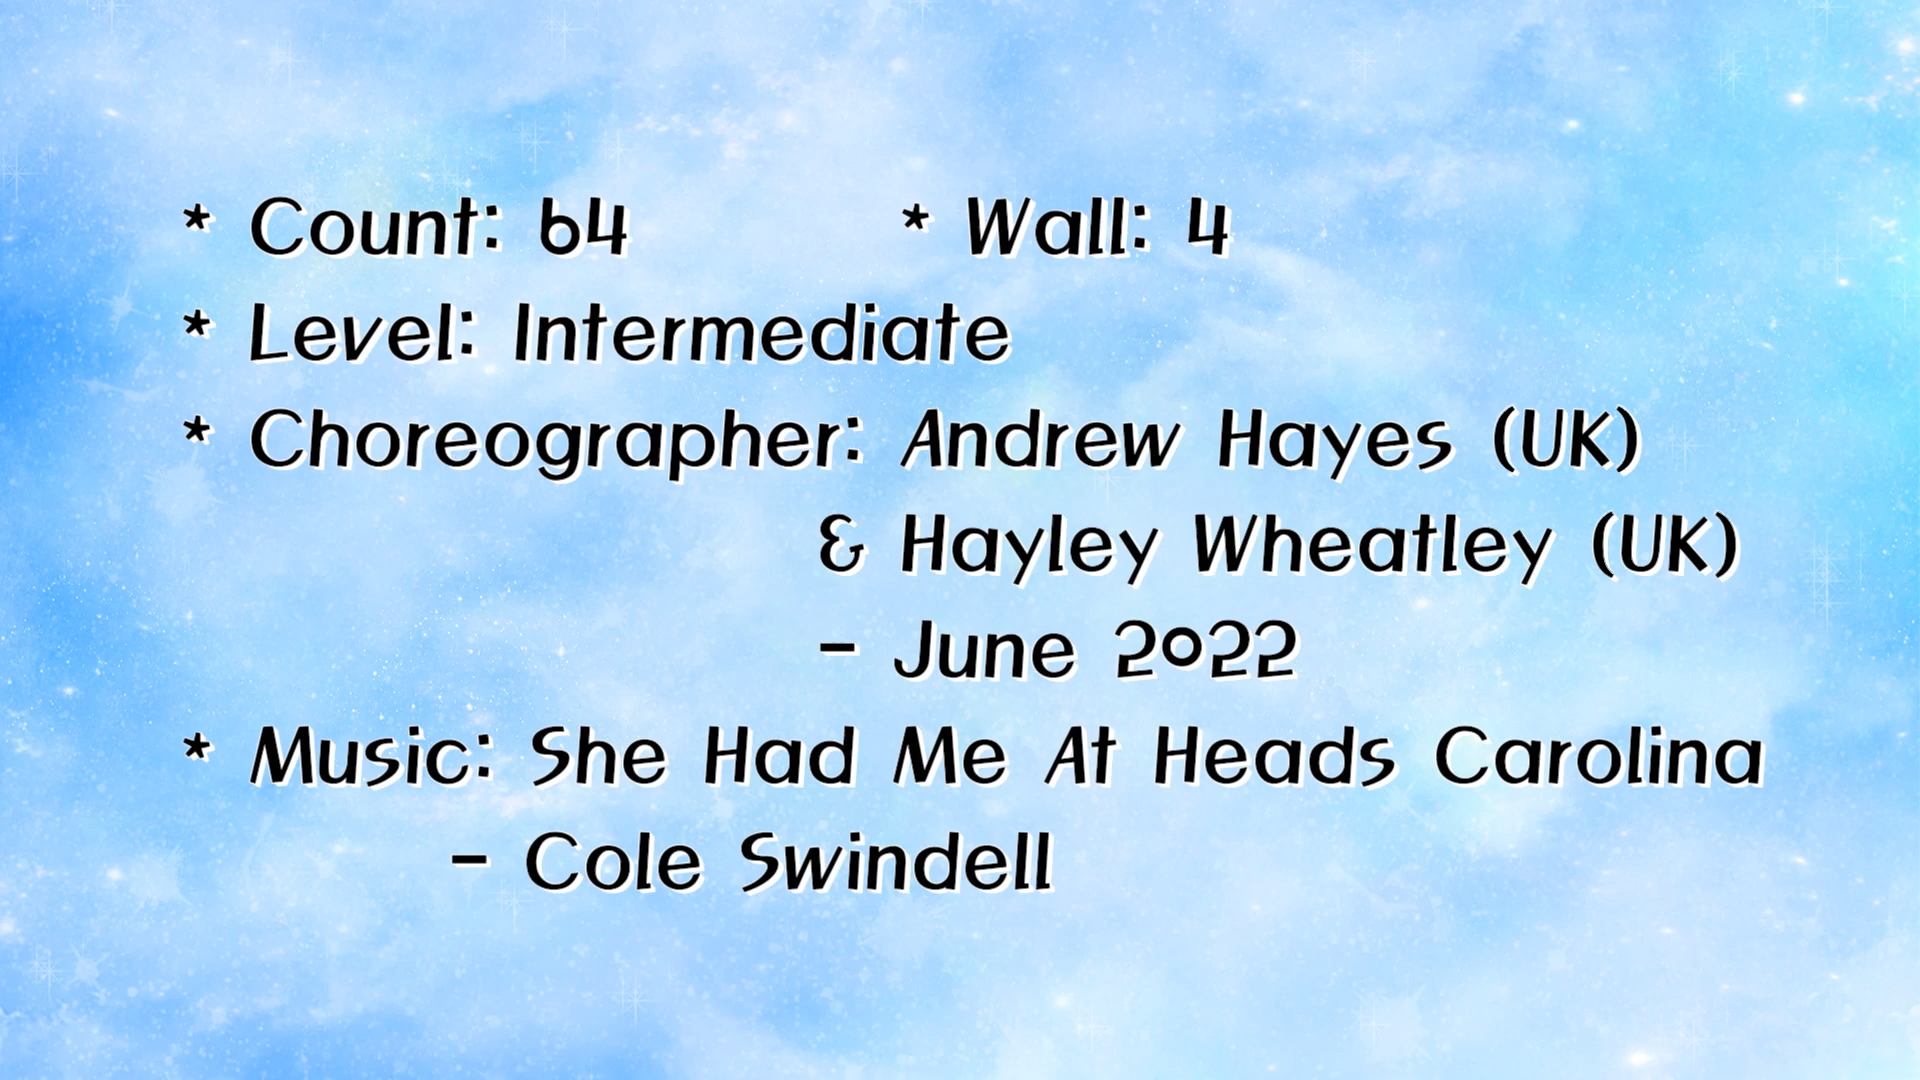 * Count: 64 * Wall: 4
* Level: Intermediate
* Choreographer: Andrew Hayes (UK)
& Hayley Wheatley (UK)
- June 2022
* Music: She Had Me At Heads Carolina
- Cole Swindell